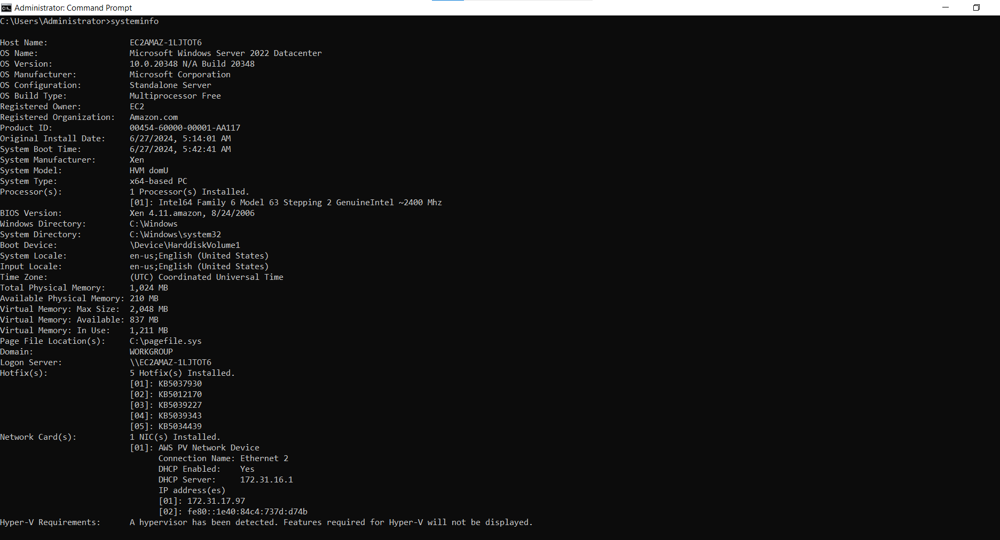 Administrator: Command Prompt
C:\Users\Administrator>systeminfo
Host Name:                 EC2AMAZ-1LJTOT6
OS Name:                   Microsoft Windows Server 2022 Datacenter
OS Version:                10.0.20348 N/A Build 20348
OS Manufacturer:           Microsoft Corporation
OS Configuration:          Standalone Server
OS Build Type:             Multiprocessor Free
Registered Owner:          EC2
Registered Organization:   Amazon.com
Product ID:                00454-60000-00001-AA117
Original Install Date:     6/27/2024, 5:14:01 AM
System Boot Time:          6/27/2024, 5:42:41 AM
System Manufacturer:       Xen
System Model:              HVM domU
System Type:               x64-based PC
Processor(s):              1 Processor(s) Installed.
                           [01]: Intel64 Family 6 Model 63 Stepping 2 GenuineIntel ~2400 Mhz
BIOS Version:              Xen 4.11.amazon, 8/24/2006
Windows Directory:         C:\Windows
System Directory:          C:\Windows\system32
Boot Device:               \Device\HarddiskVolume1
System Locale:             en-us;English (United States)
Input Locale:              en-us;English (United States)
Time Zone:                 (UTC) Coordinated Universal Time
Total Physical Memory:     1,024 MB
Available Physical Memory: 210 MB
Virtual Memory: Max Size:  2,048 MB
Virtual Memory: Available: 837 MB
Virtual Memory: In Use:    1,211 MB
Page File Location(s):     C:\pagefile.sys
Domain:                    WORKGROUP
Logon Server:              \\EC2AMAZ-1LJTOT6
Hotfix(s):                 5 Hotfix(s) Installed.
                           [01]: KB5037930
                           [02]: KB5012170
                           [03]: KB5039227
                           [04]: KB5039343
                           [05]: KB5034439
Network Card(s):           1 NIC(s) Installed.
                           [01]: AWS PV Network Device
                                 Connection Name: Ethernet 2
                                 DHCP Enabled:    Yes
                                 DHCP Server:     172.31.16.1
                                 IP address(es)
                                 [01]: 172.31.17.97
                                 [02]: fe80::1e40:84c4:737d:d74b
Hyper-V Requirements:      A hypervisor has been detected. Features required for Hyper-V will not be displayed.